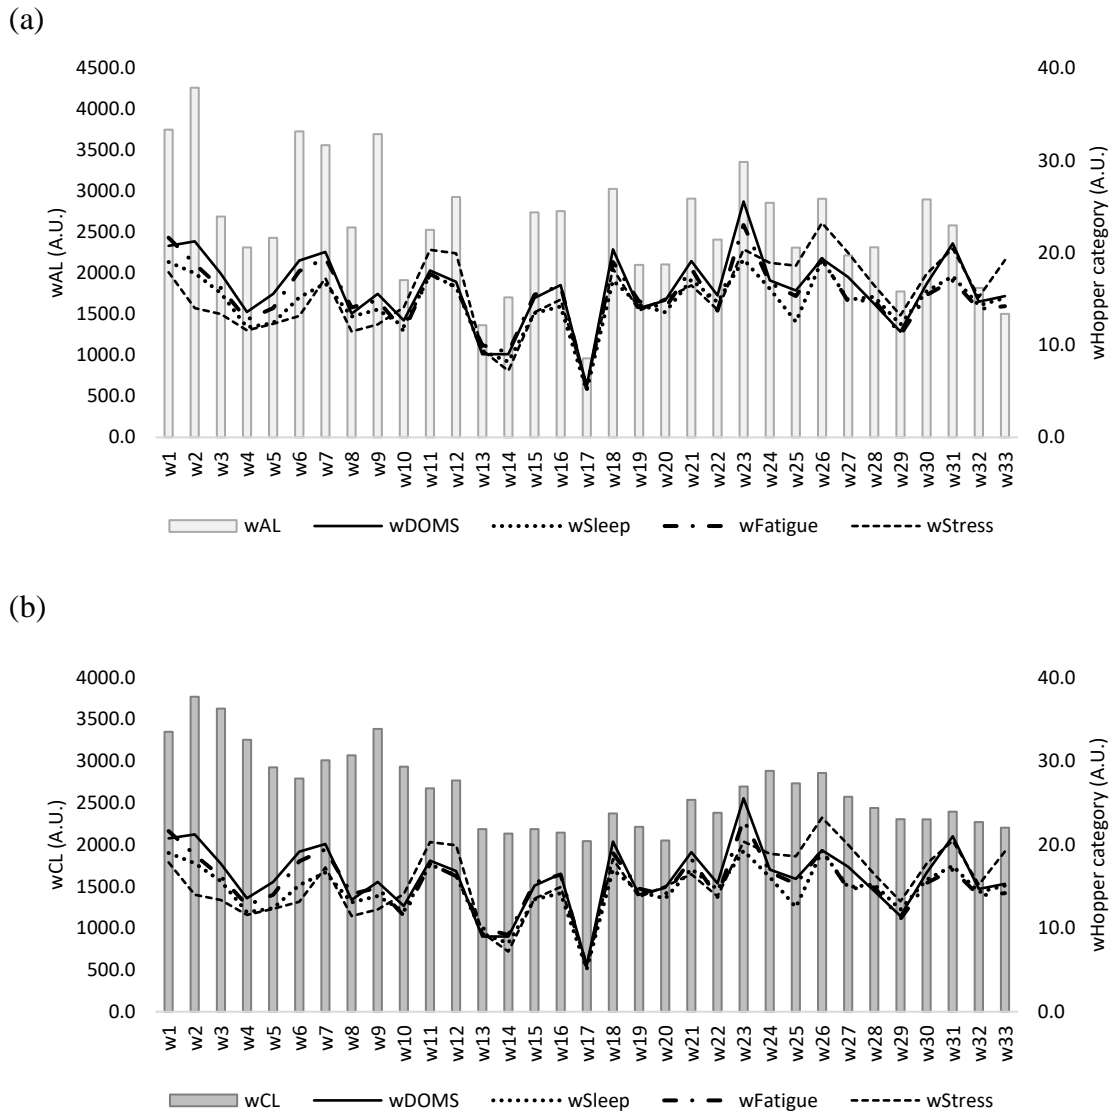 (a)
4500.0
4000.0
3500.0
3000.0
2500.0
2000.0
1500.0
1000.0
500.0
0.0
wAL (A.U.)
40.0
30.0
20.0
10.0
0.0
wHopper category (A.U.)
w1 w2 w3 w4 w5 w6 w7 w8 w9 w10 w11 w12 w13 w14 w15 w16 w17 w18 w19 w20 w21 w22 w23 w24 w25 w26 w27 w28 w29 w30 w31 w32 w33
wAL wDOMS wSleep wFatigue wStress
(b)
4000.0
3500.0
3000.0
2500.0
2000.0
1500.0
1000.0
500.0
0.0
wCL (A.U.)
40.0
30.0
20.0
10.0
0.0
wHopper category (A.U.)
w1 w2 w3 w4 w5 w6 w7 w8 w9 w10 w11 w12 w13 w14 w15 w16 w17 w18 w19 w20 w21 w22 w23 w24 w25 w26 w27 w28 w29 w30 w31 w32 w33
wCL wDOMS wSleep wFatigue wStress